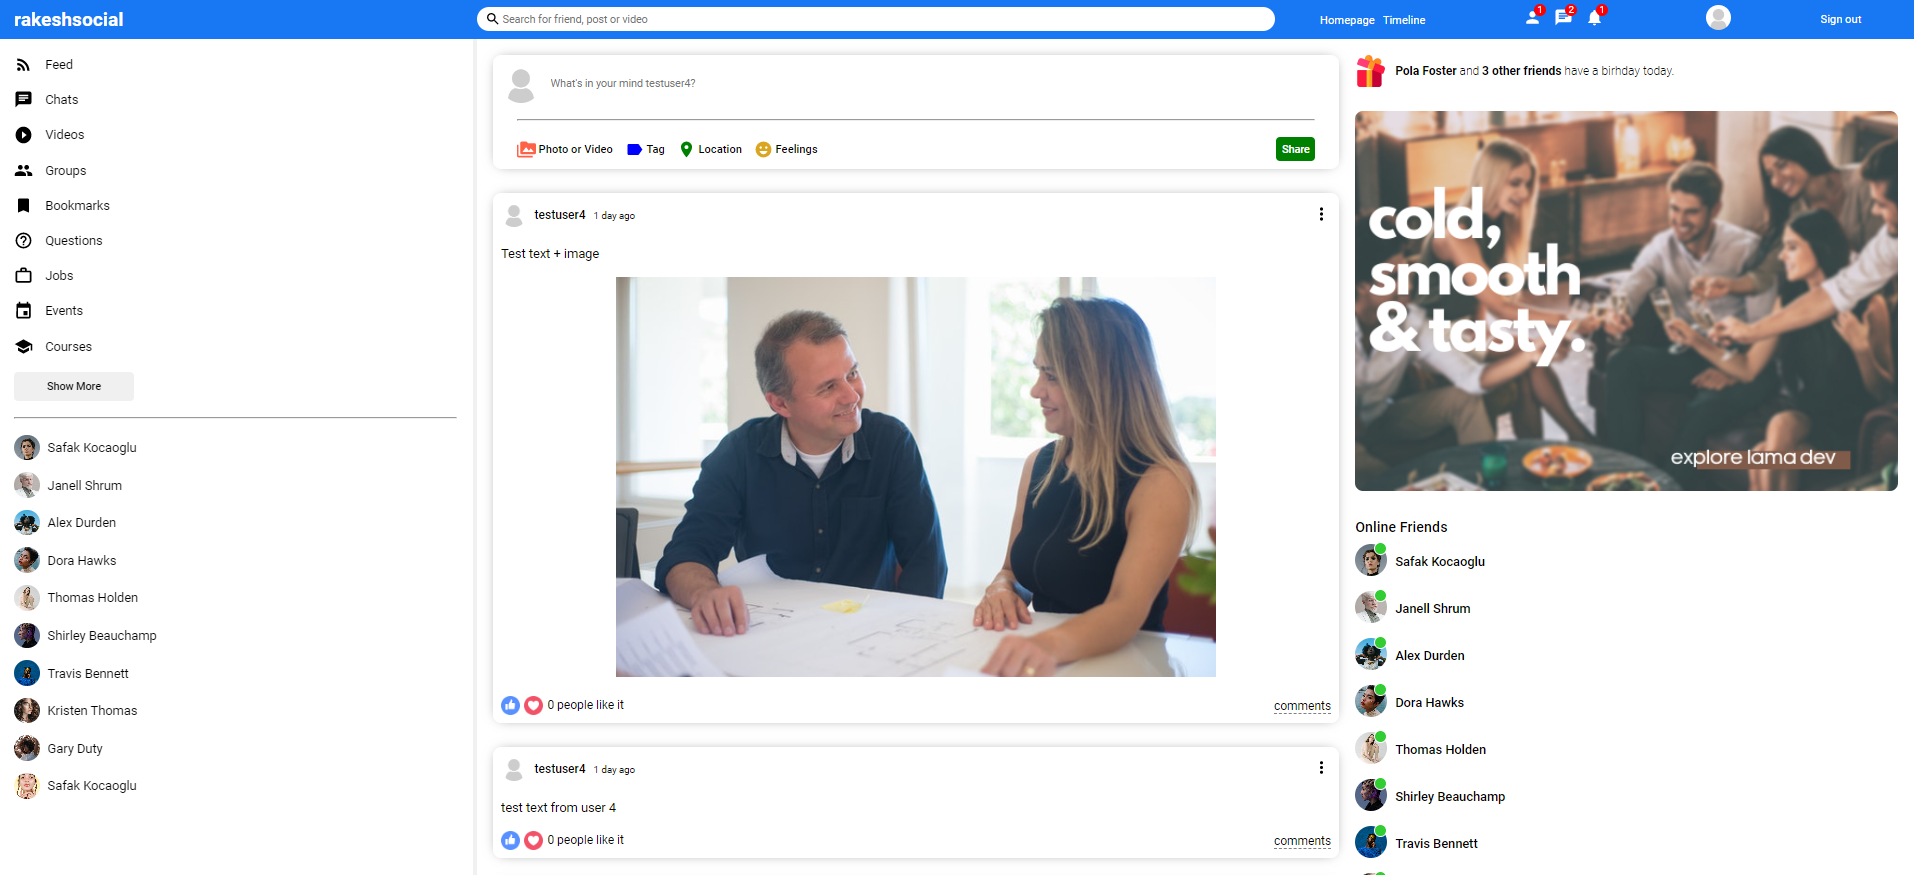 rakeshsocial
Search for friend, post or video
Homepage Timeline
1
2
1
Sign out
Feed
Chats
Videos
Groups
Bookmarks
Questions
Jobs
Events
Courses
Show More
Safak Kocaoglu
Janell Shrum
Alex Durden
Dora Hawks
Thomas Holden
Shirley Beauchamp
Travis Bennett
Kristen Thomas
Gary Duty
Safak Kocaoglu
What's in your mind testuser4?
Photo or Video
Tag
Location
Feelings
Share
testuser4 1 day ago
Test text + image
0 people like it
comments
testuser4 1 day ago
test text from user 4
0 people like it
comments
Pola Foster and 3 other friends have a birhday today.
cold,
smooth
& tasty.
explore lama dev
Online Friends
Safak Kocaoglu
Janell Shrum
Alex Durden
Dora Hawks
Thomas Holden
Shirley Beauchamp
Travis Bennett